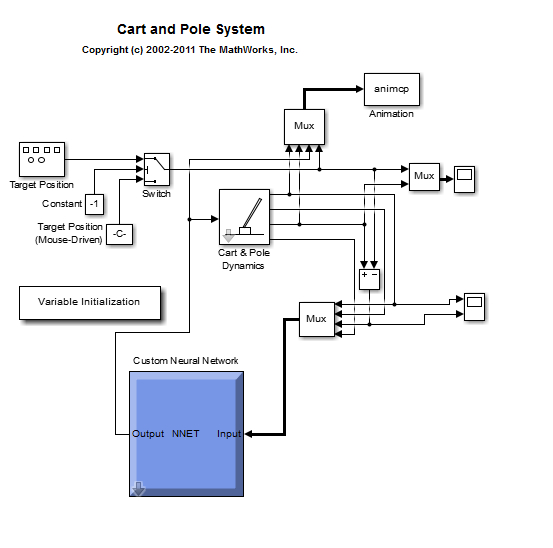 Cart and Pole System
Copyright (c) 2002-2011 The MathWorks, Inc.
animcp
Animation
Mux
Target Position
Switch
Mux
Constant
-1
Target Position
(Mouse-Driven)
-C-
Cart & Pole
Dynamics
+ −
Variable Initialization
Mux
Custom Neural Network
Output NNET Input